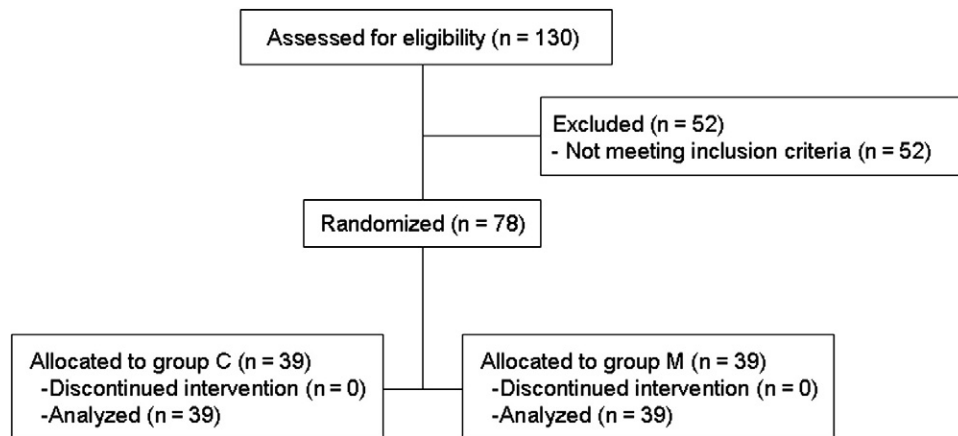 Assessed for eligibility (n = 130)
Excluded (n = 52)
- Not meeting inclusion criteria (n = 52)
Randomized (n = 78)
Allocated to group C (n = 39)
-Discontinued intervention (n = 0)
-Analyzed (n = 39)
Allocated to group M (n = 39)
-Discontinued intervention (n = 0)
-Analyzed (n = 39)